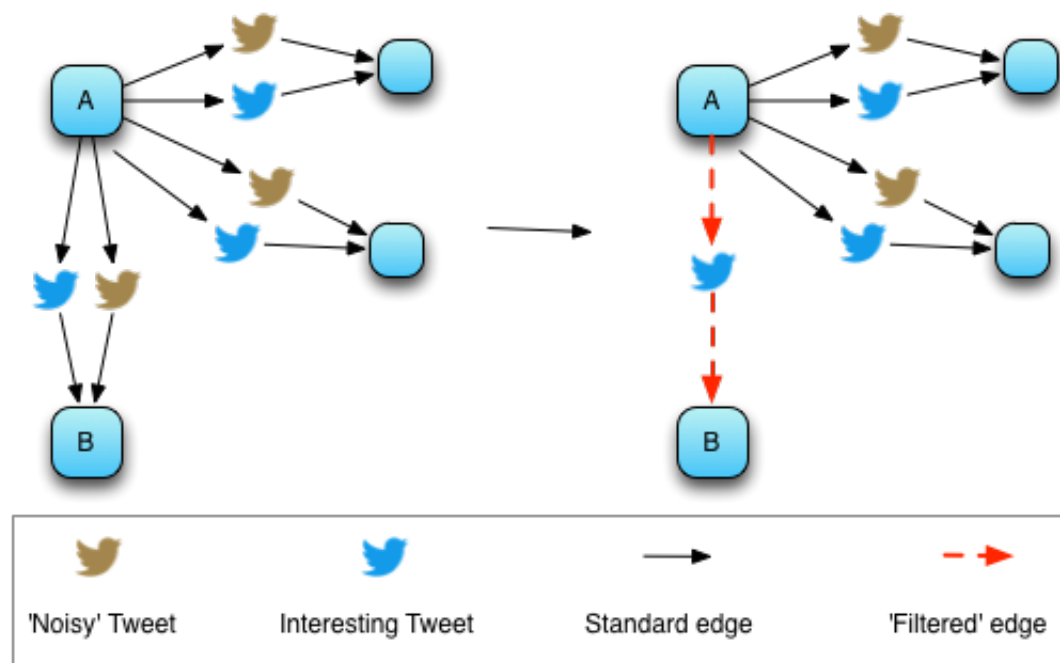 A
A
B
B
'Noisy' Tweet
Interesting Tweet
Standard edge
'Filtered' edge